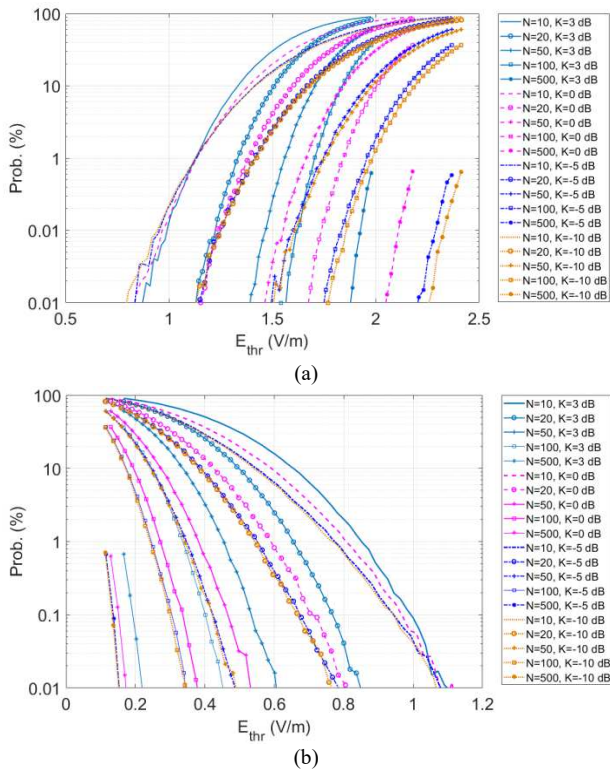 100
10
1
0.1
0.01
0.01
Prob. (%)
0.5
1
1.5
2
2.5
E_thr (V/m)
N=10, K=3 dB
N=20, K=3 dB
N=50, K=3 dB
N=100, K=3 dB
N=500, K=3 dB
N=10, K=0 dB
N=20, K=0 dB
N=50, K=0 dB
N=100, K=0 dB
N=500, K=0 dB
N=10, K=-5 dB
N=20, K=-5 dB
N=50, K=-5 dB
N=100, K=-5 dB
N=500, K=-5 dB
N=10, K=-10 dB
N=20, K=-10 dB
N=50, K=-10 dB
N=100, K=-10 dB
N=500, K=-10 dB
(a)
100
10
1
0.1
0.01
Prob. (%)
0
0.2
0.4
0.6
0.8
1
1.2
E_thr (V/m)
N=10, K=3 dB
N=20, K=3 dB
N=50, K=3 dB
N=100, K=3 dB
N=500, K=3 dB
N=10, K=0 dB
N=20, K=0 dB
N=50, K=0 dB
N=100, K=0 dB
N=500, K=0 dB
N=10, K=-5 dB
N=20, K=-5 dB
N=50, K=-5 dB
N=100, K=-5 dB
N=500, K=-5 dB
N=10, K=-10 dB
N=20, K=-10 dB
N=50, K=-10 dB
N=100, K=-10 dB
N=500, K=-10 dB
(b)